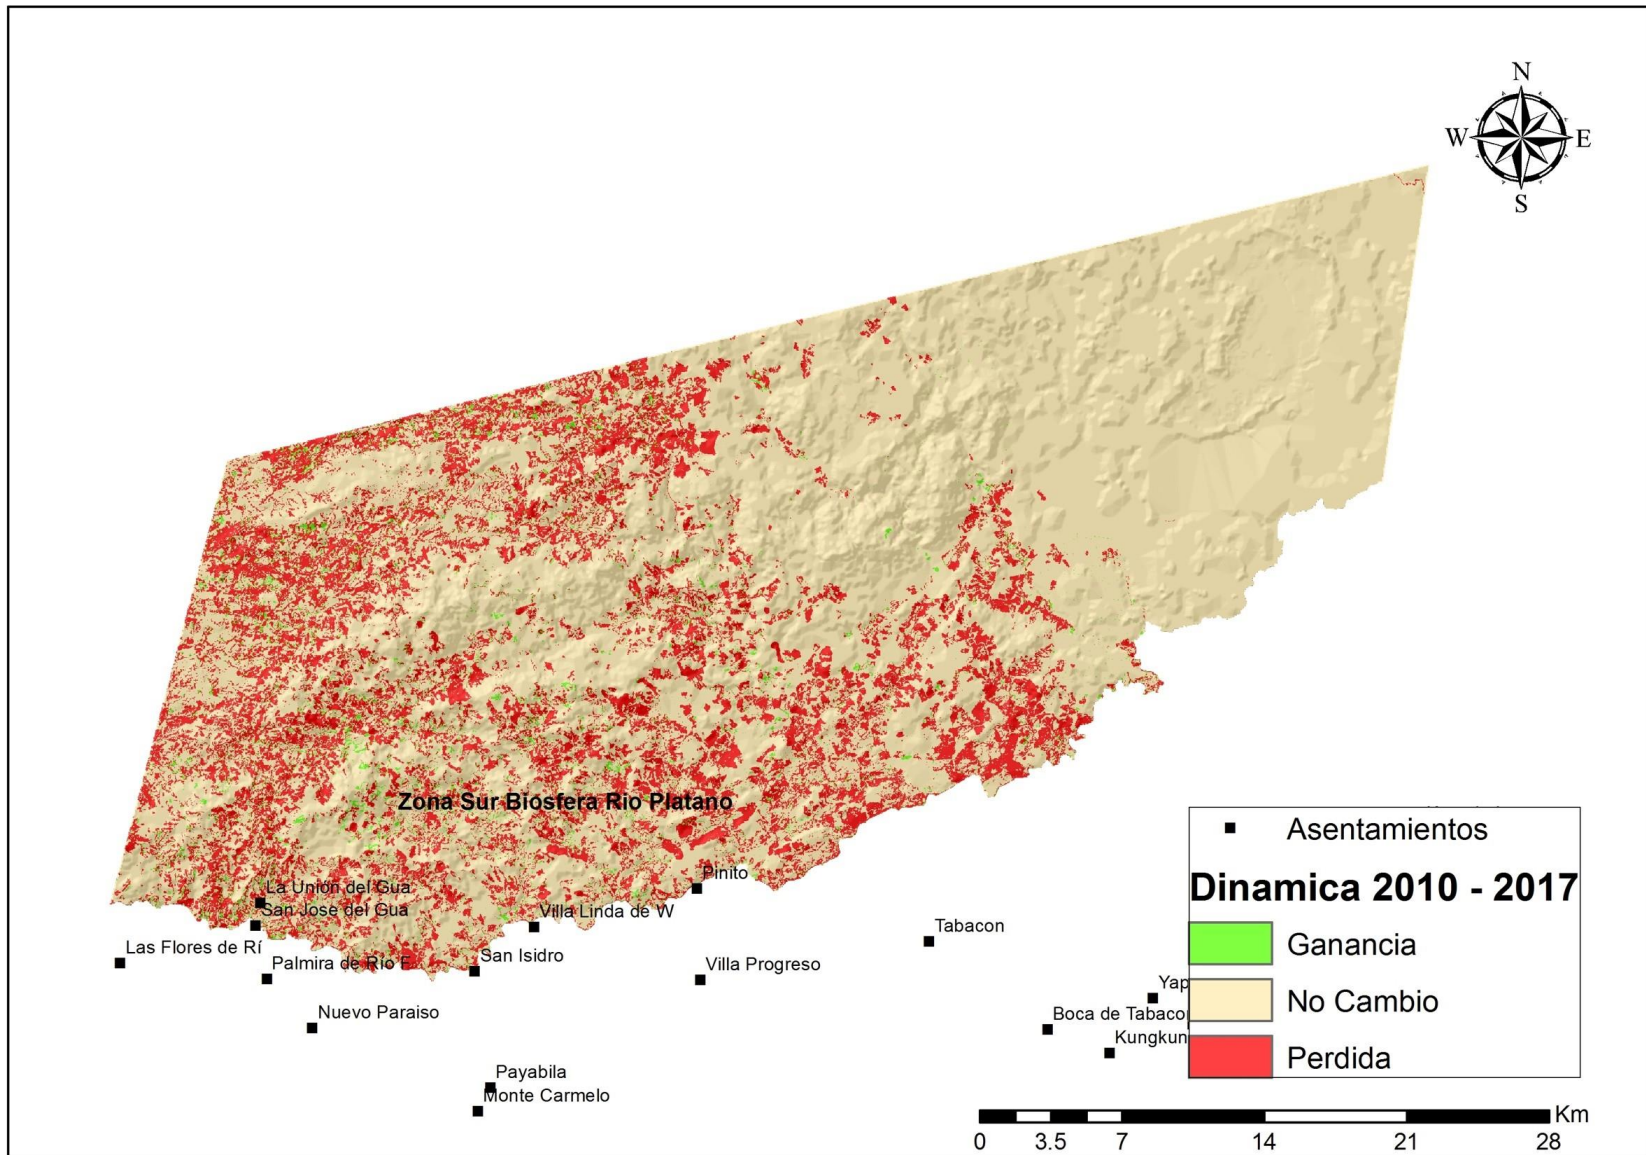 N
W E
S
Zona Sur Biosfera Rio Platano
La Unión del Gua
San Jose del Gua
Las Flores de Rí
Palmira de Río F
Nuevo Paraiso
San Isidro
Villa Linda de W
Pinito
Villa Progreso
Tabacon
Payabila
Monte Carmelo
Yap
Boca de Tabaco
Kungkun
Asentamientos
Dinamica 2010 - 2017
Ganancia
No Cambio
Perdida
Km
0 3.5 7 14 21 28